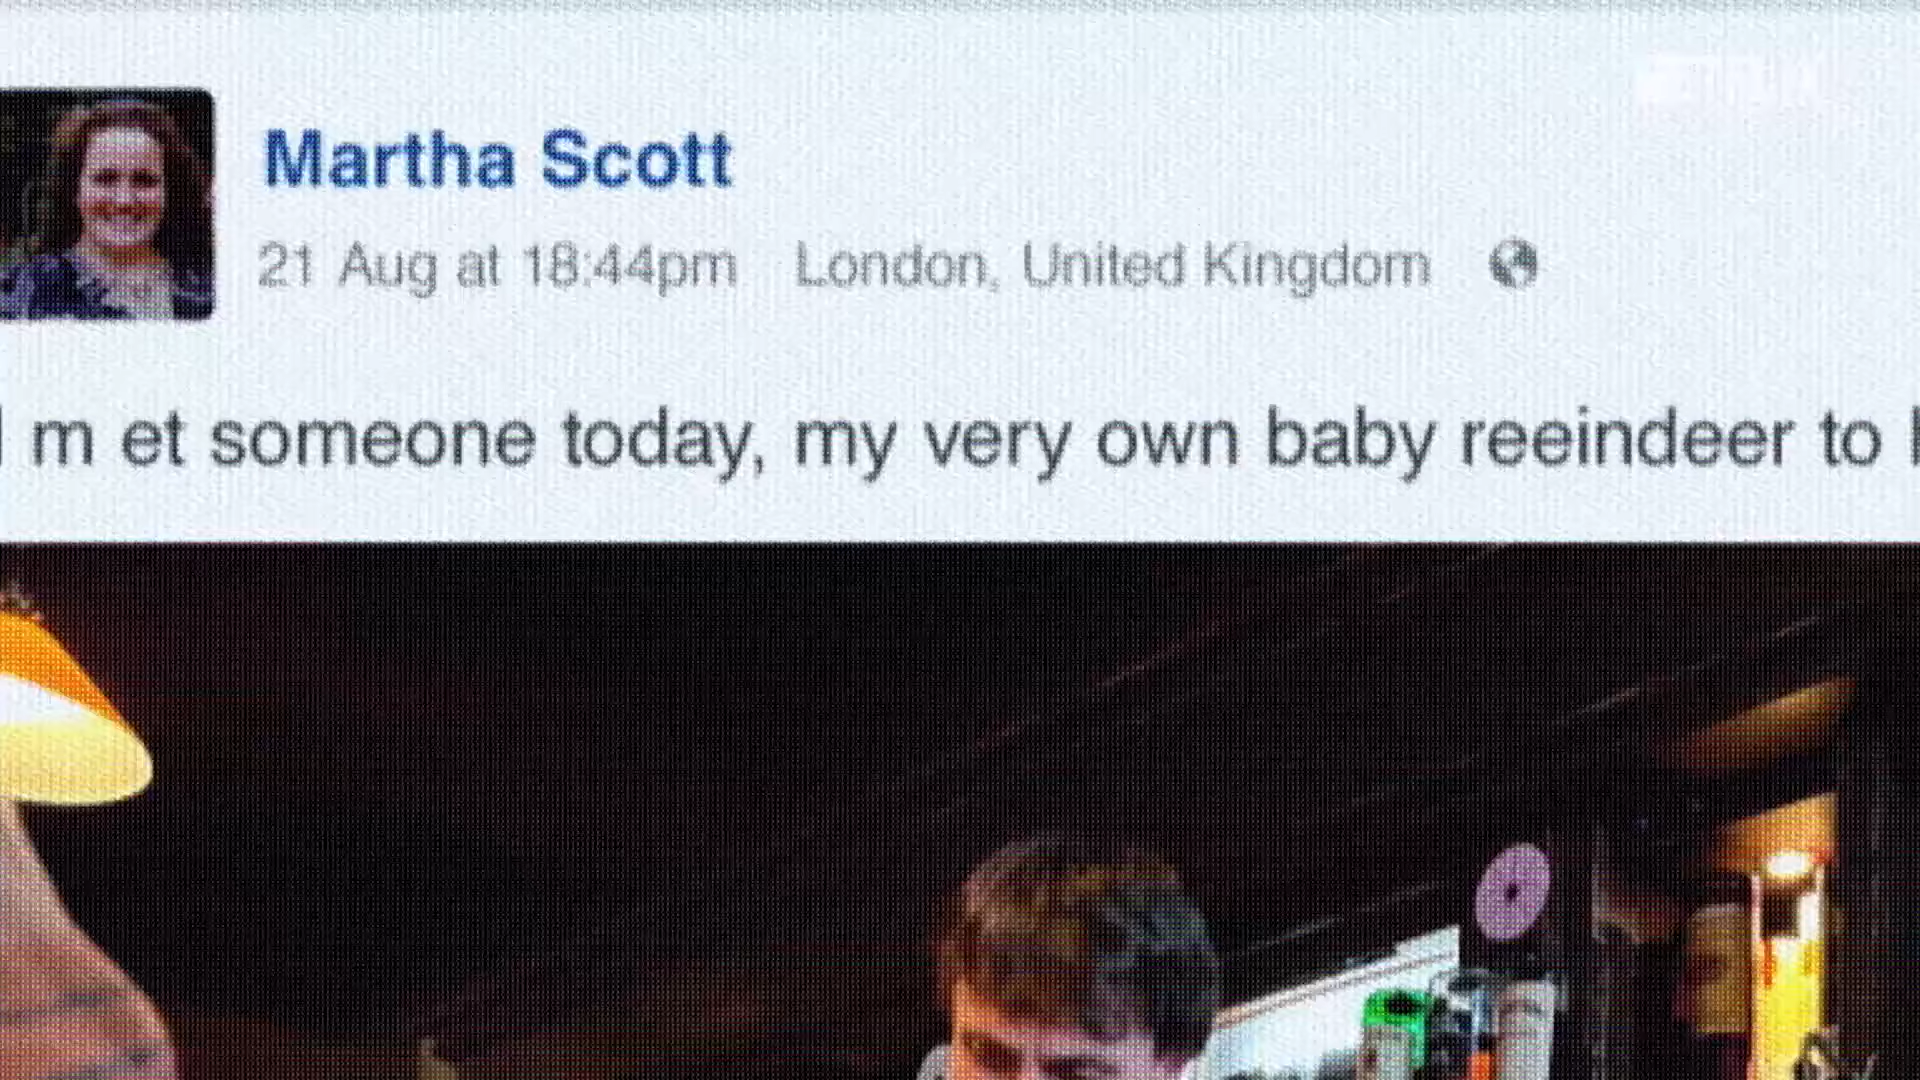 Martha Scott
21 Aug at 18:44pm London, United Kingdom
I m et someone today, my very own baby reeindeer to